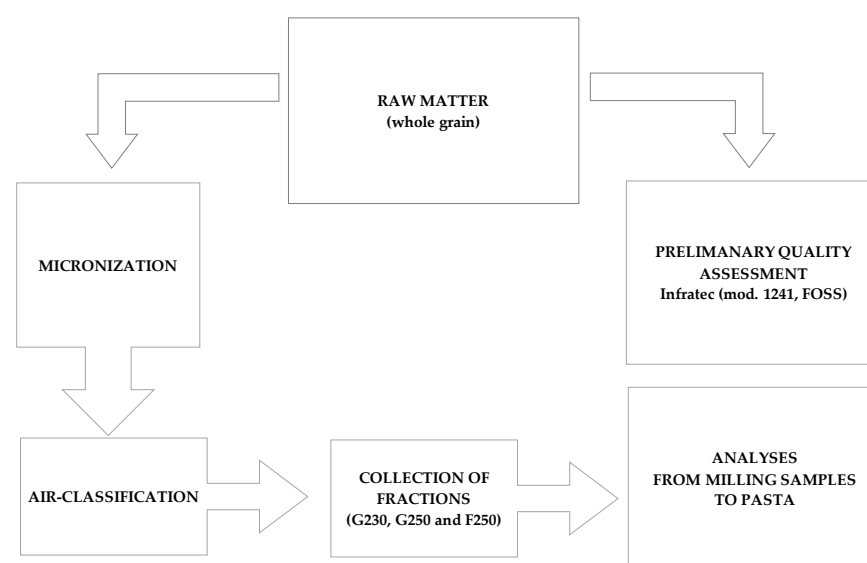 RAW MATTER
(whole grain)
MICRONIZATION
PRELIMANARY QUALITY
ASSESSMENT
Infratec (mod. 1241, FOSS)
AIR-CLASSIFICATION
COLLECTION OF
FRACTIONS
(G230, G250 and F250)
ANALYSES
FROM MILLING SAMPLES
TO PASTA